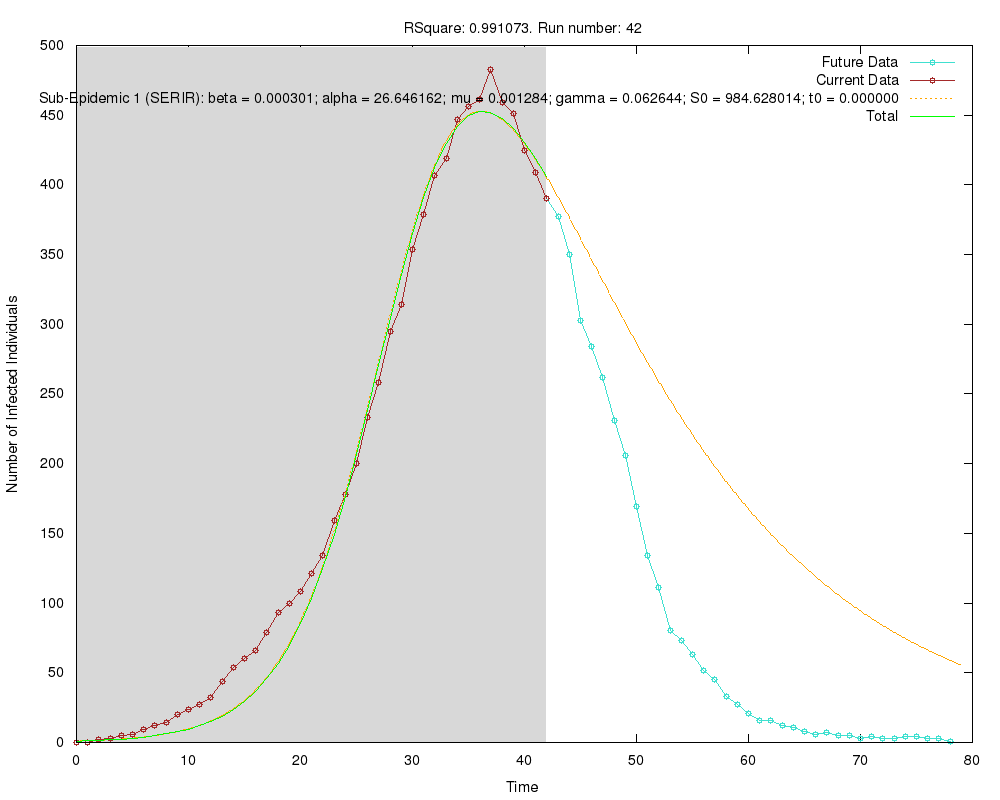 RSquare: 0.991073. Run number: 42
500
450
400
350
300
250
200
150
100
50
0
Number of Infected Individuals
Future Data
Current Data
Sub-Epidemic 1 (SERIR): beta = 0.000301; alpha = 26.646162; mu = 0.001284; gamma = 0.062644; S0 = 984.628014; t0 = 0.000000
Total
0 10 20 30 40 50 60 70 80
Time